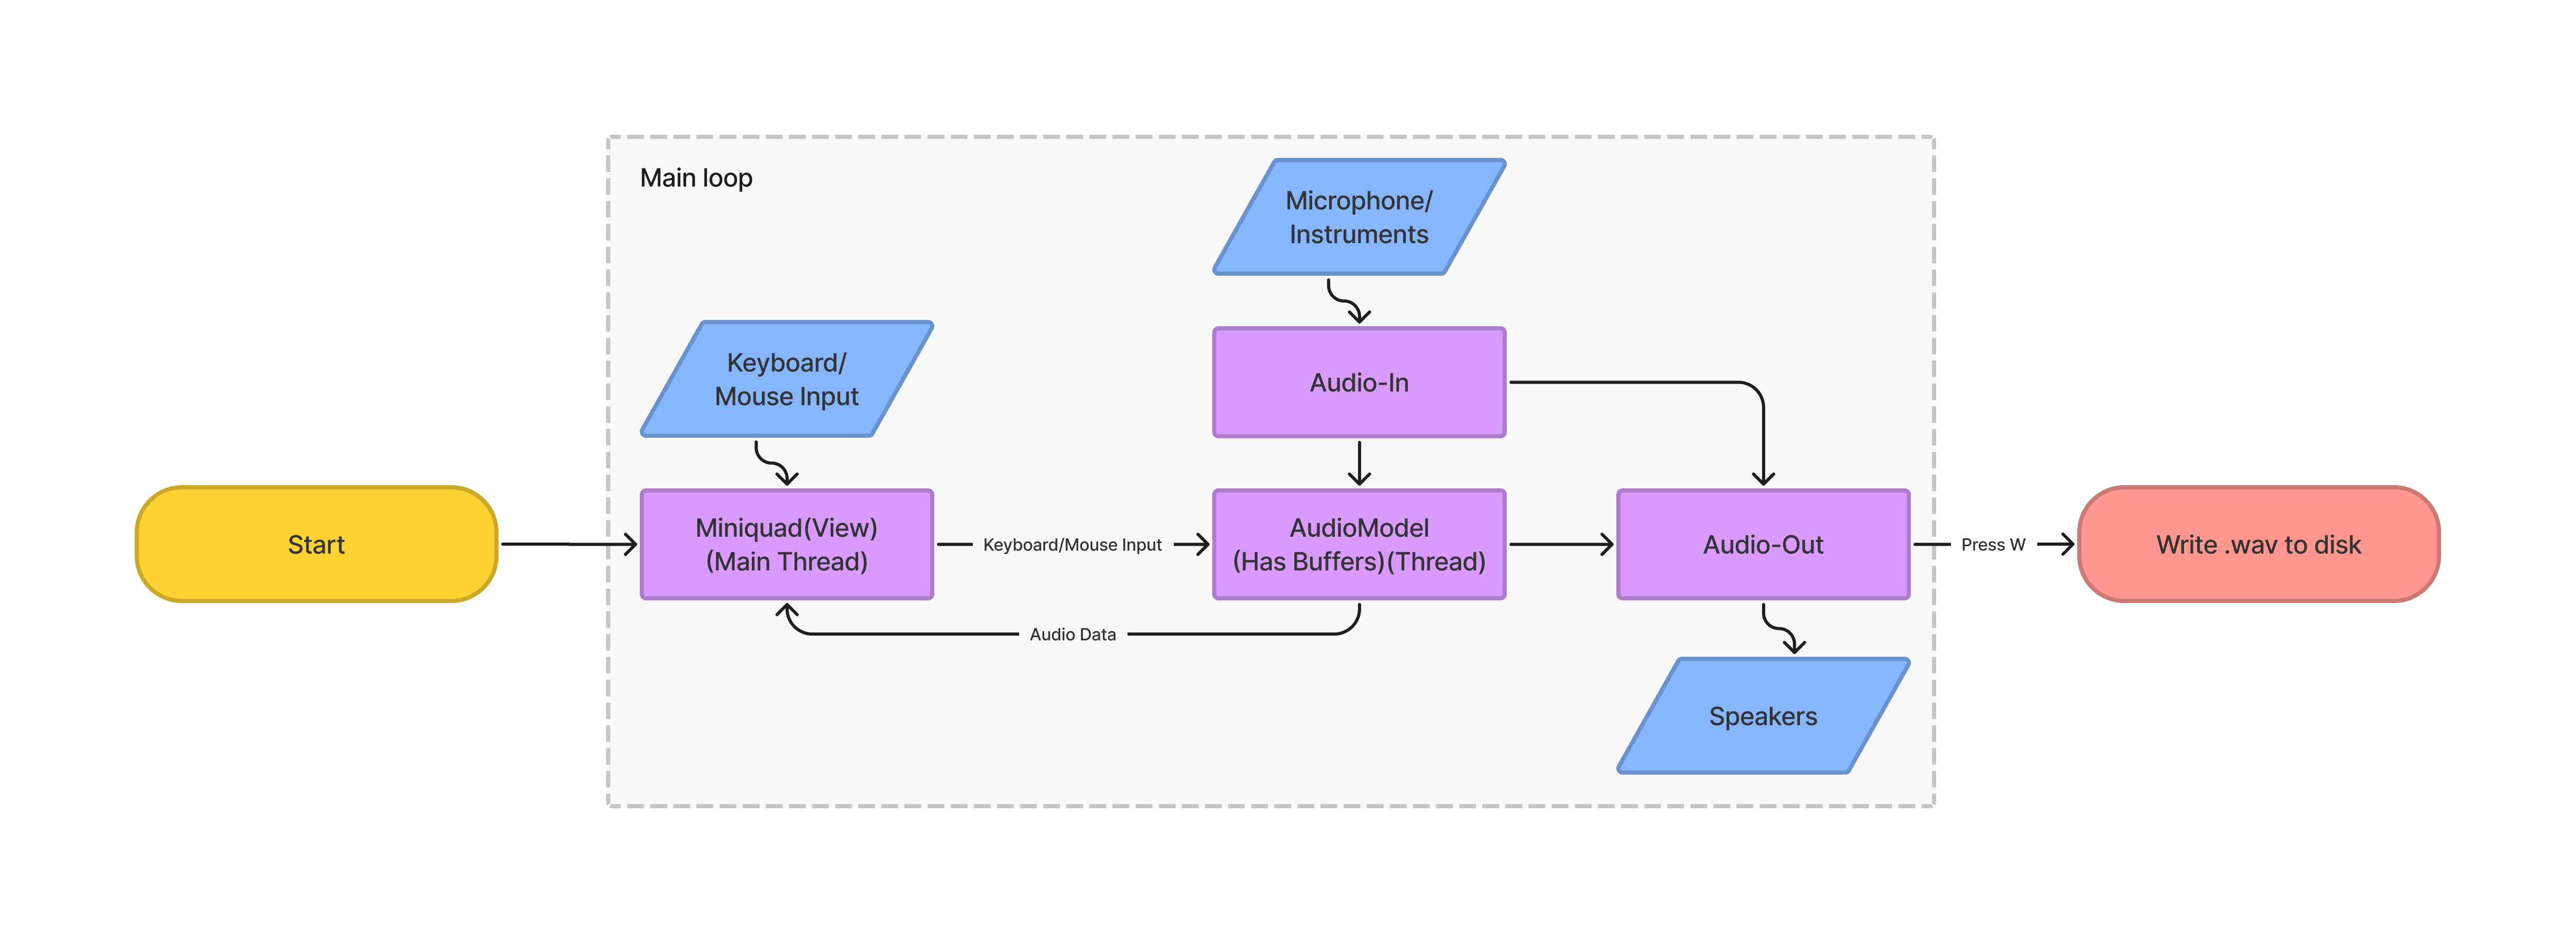 Main loop
Microphone/
Instruments
Keyboard/
Mouse Input
Audio-In
Start
Miniquad(View)
(Main Thread)
Keyboard/Mouse Input
AudioModel
(Has Buffers)(Thread)
Audio-Out
Press W
Write .wav to disk
Audio Data
Speakers